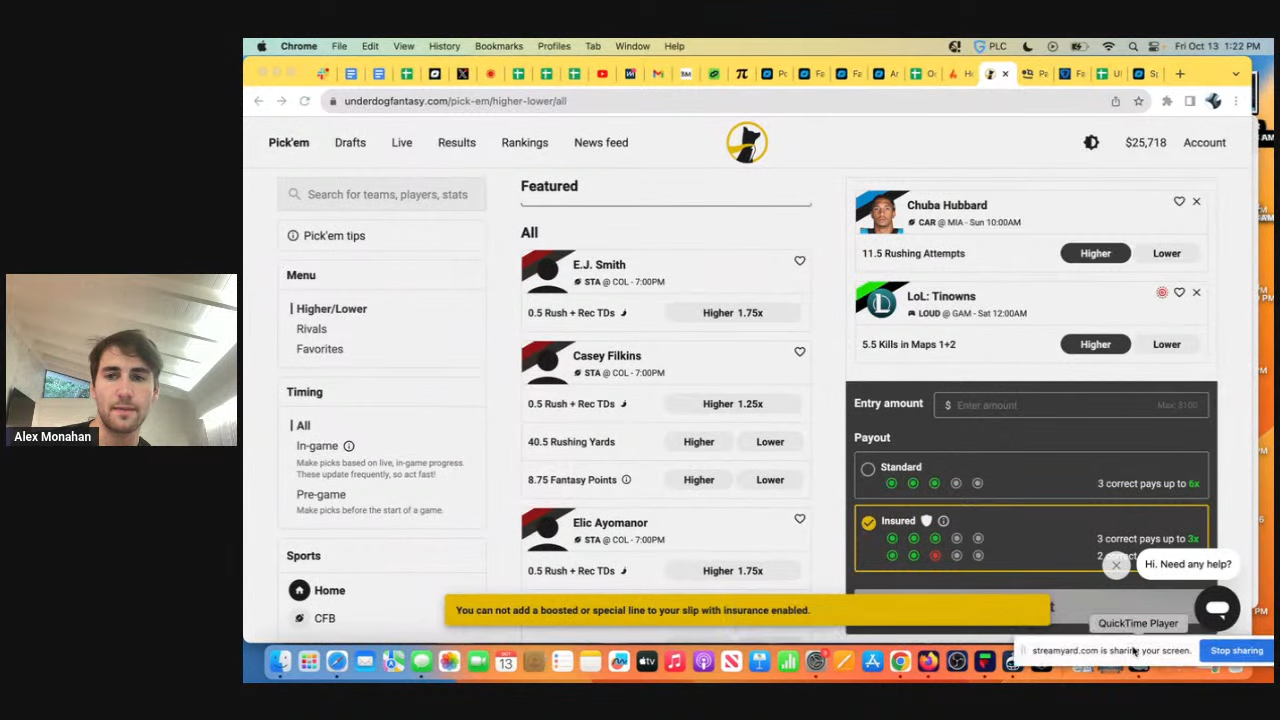 Chrome File Edit View History Bookmarks Profiles Tab Window Help
PLC Fri Oct 13 1:22 PM
underdogfantasy.com/pick-em/higher-lower/all
Pick'em Drafts Live Results Rankings News feed
$25,718 Account
Search for teams, players, stats
Pick'em tips
Menu
Higher/Lower
Rivals
Favorites
Timing
All
In-game
Make picks based on live, in-game progress.
These update frequently, so act fast!
Pre-game
Make picks before the start of a game.
Sports
Home
CFB
Featured
All
E.J. Smith
STA @ COL - 7:00PM
0.5 Rush + Rec TDs Higher 1.75x
Casey Filkins
STA @ COL - 7:00PM
0.5 Rush + Rec TDs Higher 1.25x
40.5 Rushing Yards Higher Lower
8.75 Fantasy Points Higher Lower
Elic Ayomanor
STA @ COL - 7:00PM
0.5 Rush + Rec TDs Higher 1.75x
Chuba Hubbard
CAR @ MIA - Sun 10:00AM
11.5 Rushing Attempts Higher Lower
LoL: Tinowns
LOUD @ GAM - Sat 12:00AM
5.5 Kills in Maps 1+2 Higher Lower
Entry amount $ Enter amount Max: $100
Payout
Standard
3 correct pays up to 6x
Insured
3 correct pays up to 3x
Hi. Need any help?
You can not add a boosted or special line to your slip with insurance enabled.
QuickTime Player
streamyard.com is sharing your screen. Stop sharing
Alex Monahan